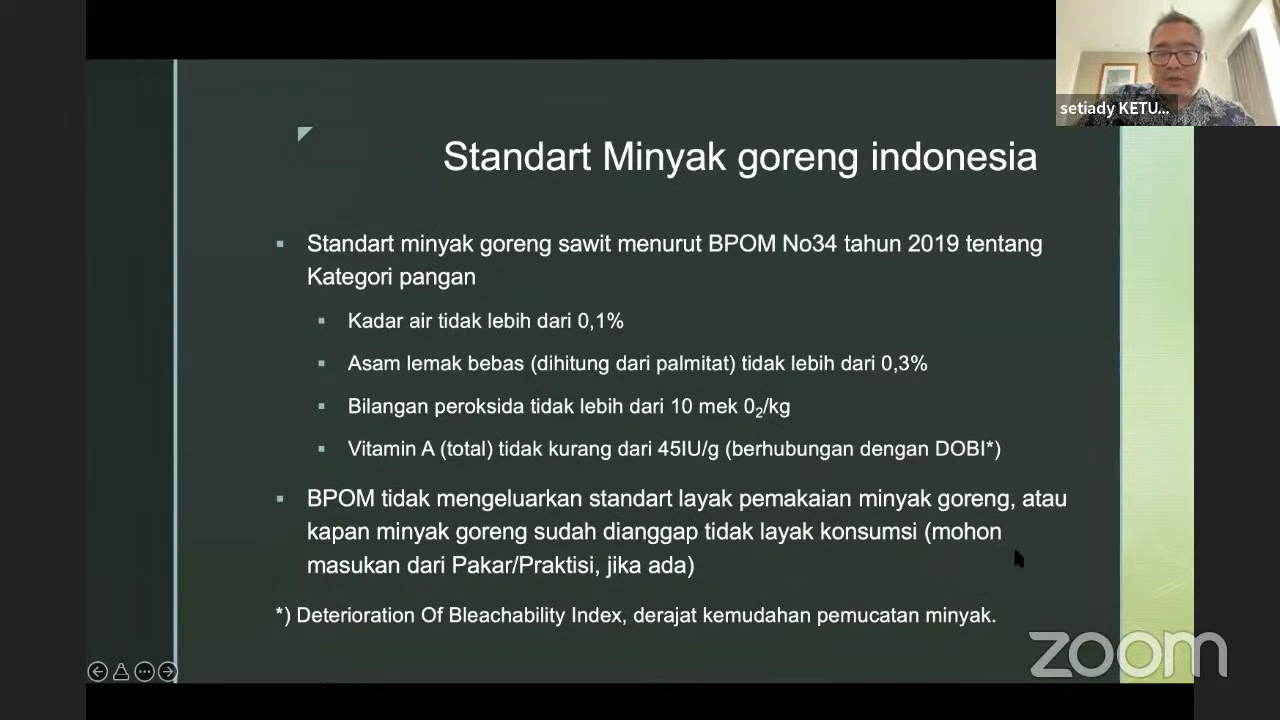 setiady KETU...
Standart Minyak goreng indonesia
Standart minyak goreng sawit menurut BPOM No34 tahun 2019 tentang
Kategori pangan
Kadar air tidak lebih dari 0,1%
Asam lemak bebas (dihitung dari palmitat) tidak lebih dari 0,3%
Bilangan peroksida tidak lebih dari 10 mek 0₂/kg
Vitamin A (total) tidak kurang dari 45IU/g (berhubungan dengan DOBI*)
BPOM tidak mengeluarkan standart layak pemakaian minyak goreng, atau
kapan minyak goreng sudah dianggap tidak layak konsumsi (mohon
masukan dari Pakar/Praktisi, jika ada)
*) Deterioration Of Bleachability Index, derajat kemudahan pemucatan minyak.
zoom